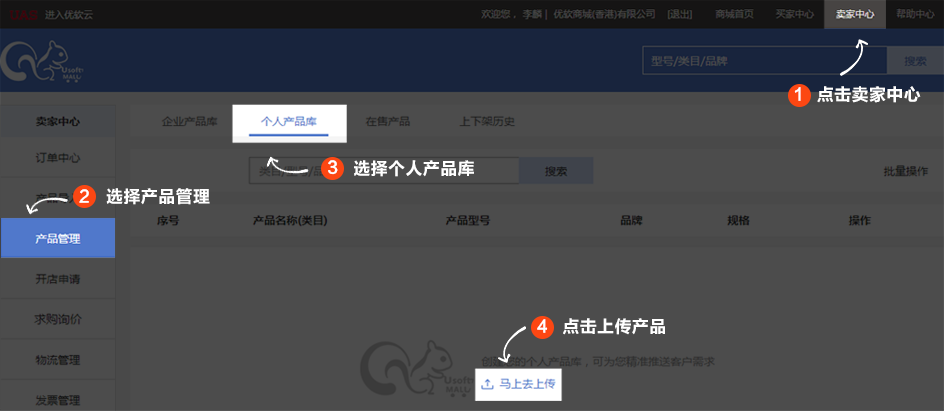 进入优软云
欢迎您，李麟 | 优软商城(香港)有限公司 [退出] 商城首页 买家中心 卖家中心 帮助中心
Usoft
MALL
型号/类目/品牌 搜索
1 点击卖家中心
卖家中心
企业产品库 个人产品库 在售产品 上下架历史
订单中心
3 选择个人产品库
搜索
批量操作
2 选择产品管理
序号 产品名称(类目) 产品型号 品牌 规格 操作
产品管理
开店申请
求购询价
4 点击上传产品
物流管理
您的个人产品库，可为您精准推送客户需求
Usoft
MALL
马上去上传
发票管理